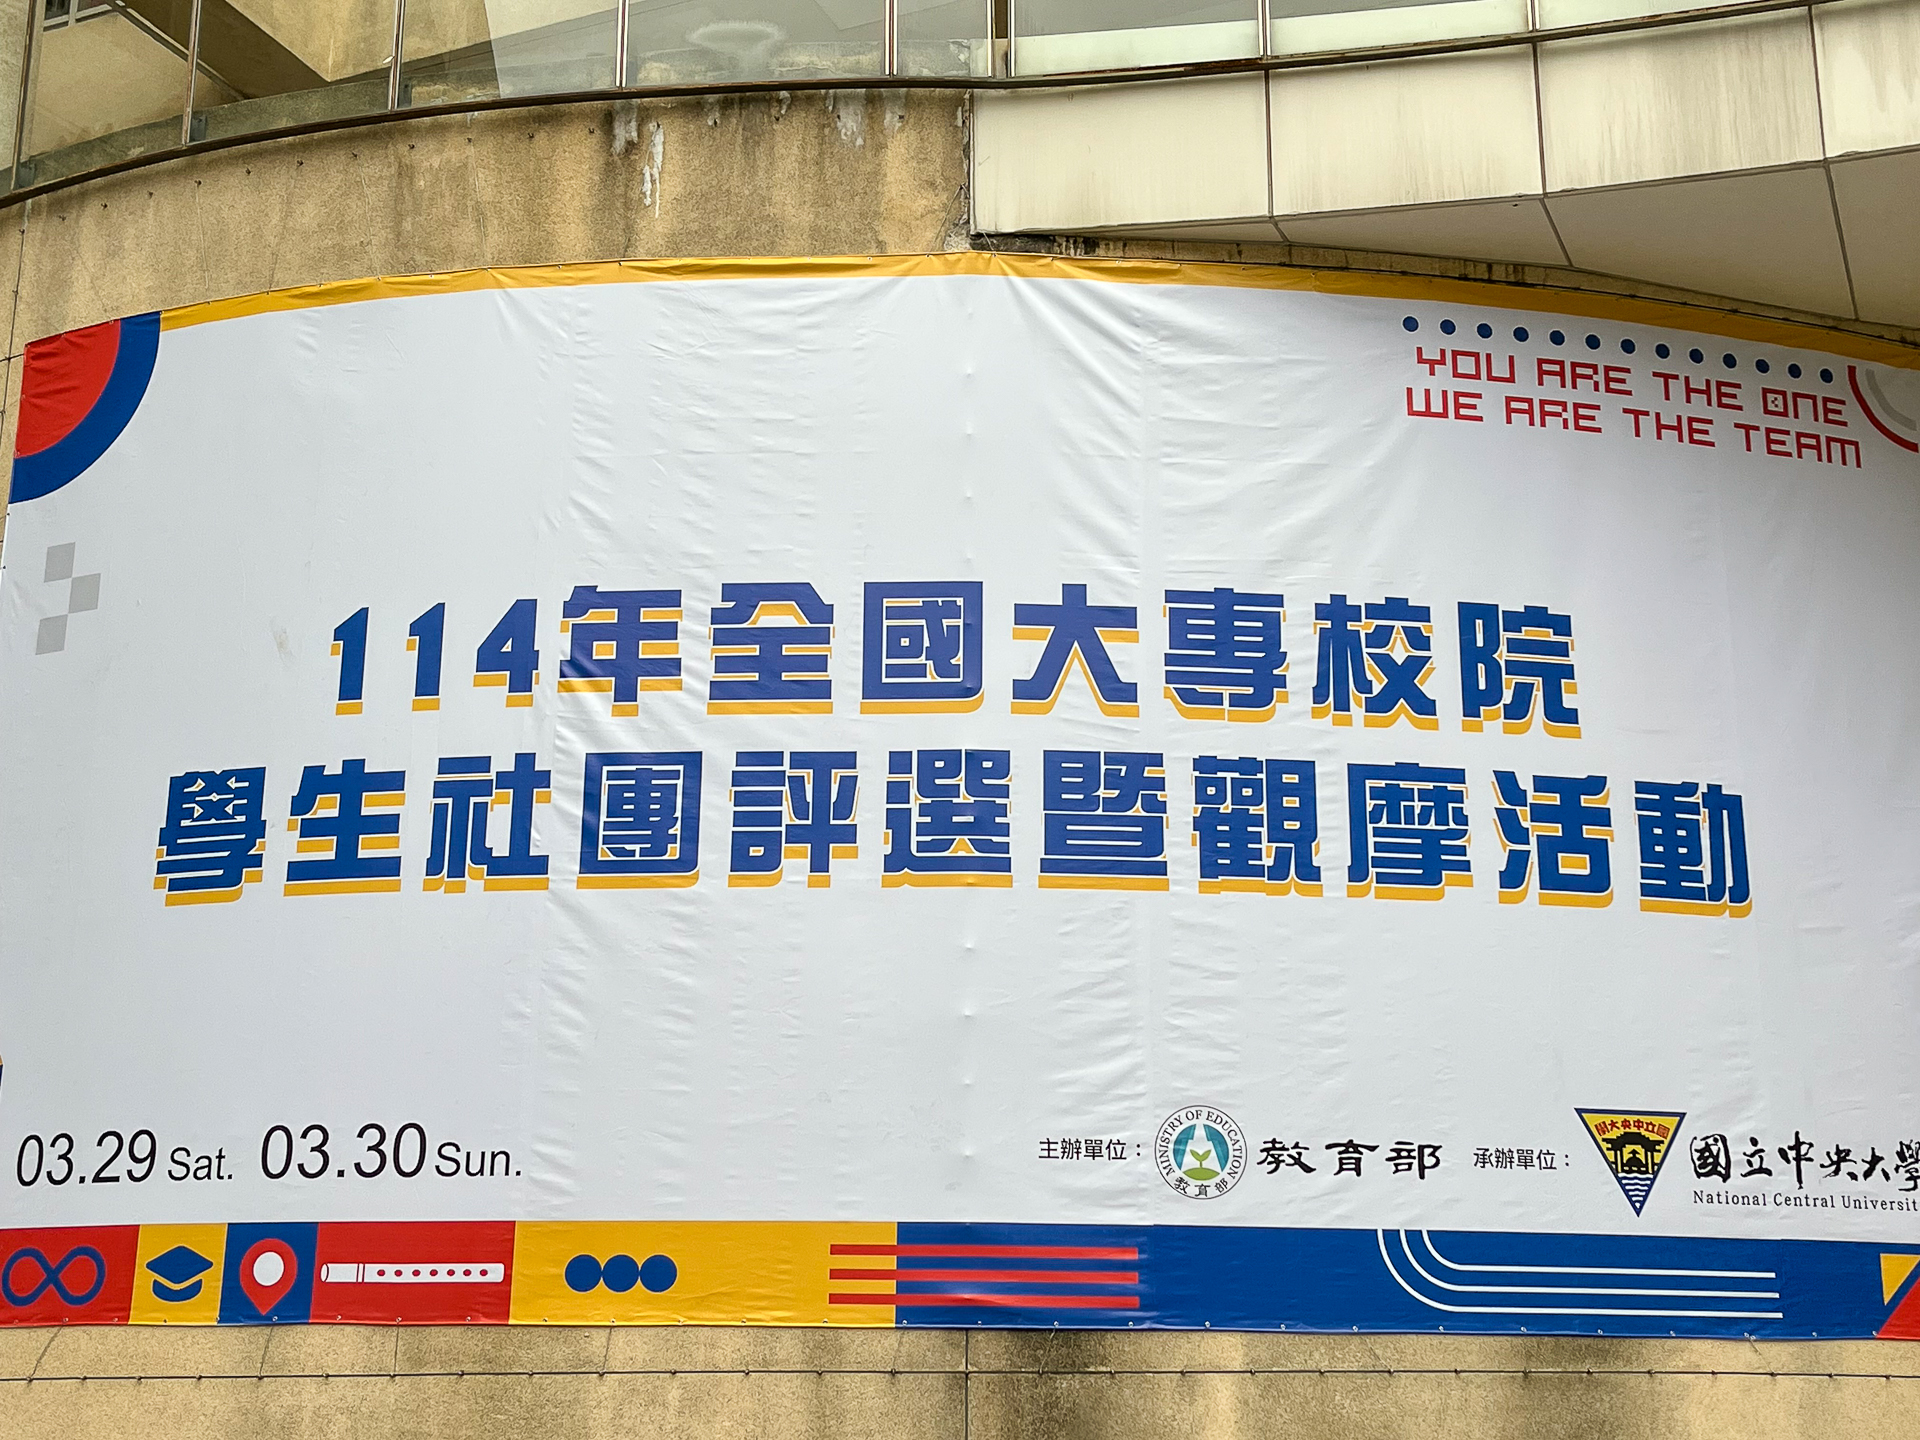 YOU ARE THE ONE
WE ARE THE TEAM
114年全國大專校院
學生社團評選暨觀摩活動
03.29 Sat. 03.30 Sun.
主辦單位： MINISTRY OF EDUCATION 教育部 教育部 承辦單位： 國立中央大學 國立中央大學
National Central Universit